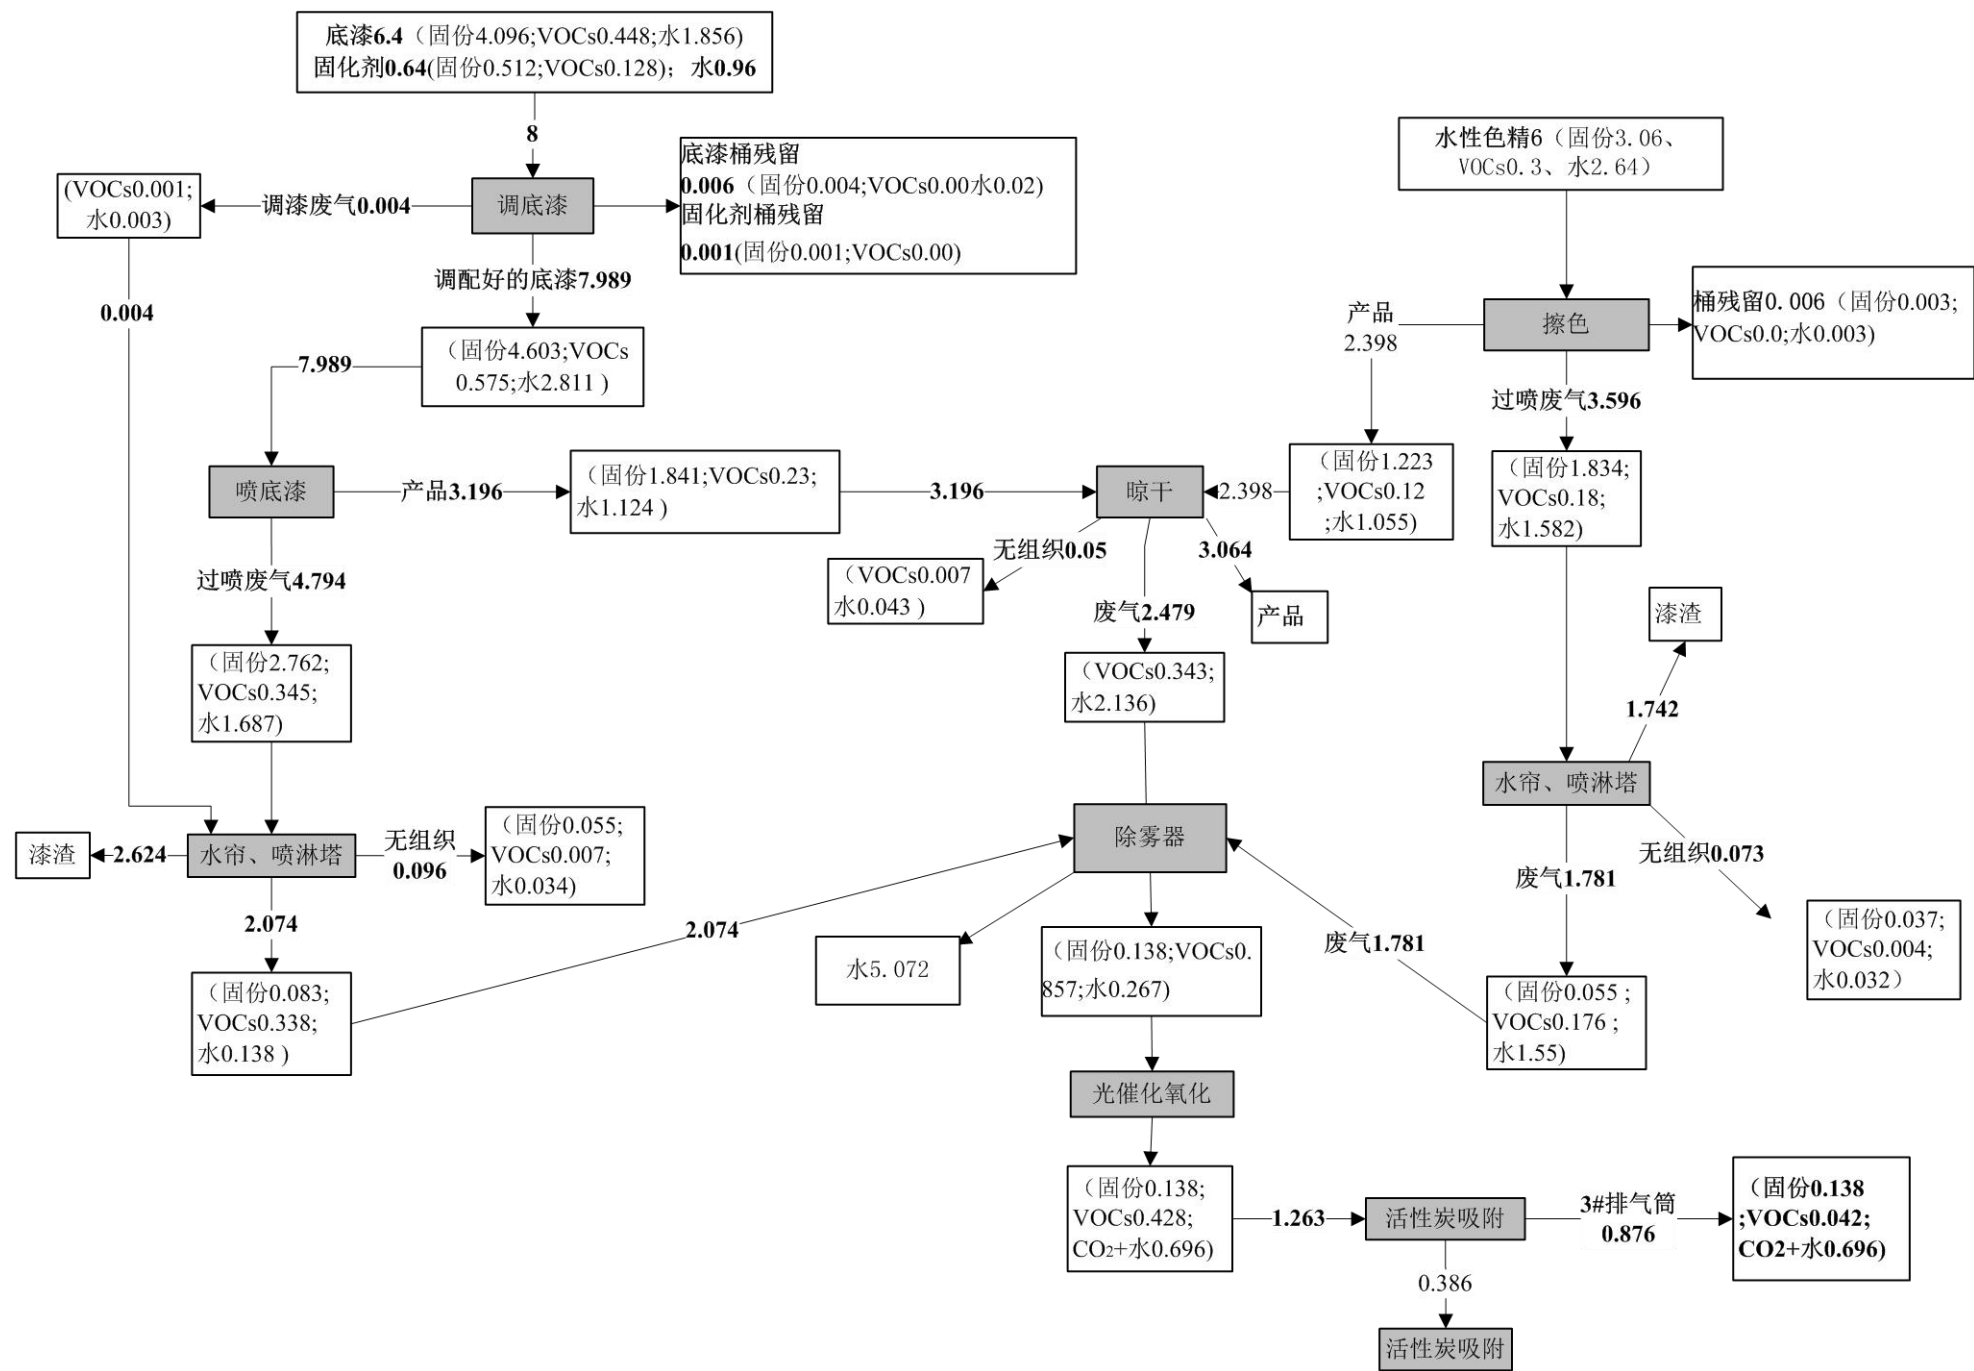 底漆6.4（固份4.096;VOCs0.448;水1.856)
固化剂0.64(固份0.512;VOCs0.128)；水0.96
8
水性色精6（固份3.06、
VOCs0.3、水2.64）
底漆桶残留
0.006（固份0.004;VOCs0.00水0.02)
固化剂桶残留
0.001(固份0.001;VOCs0.00)
(VOCs0.001;
水0.003)
调漆废气0.004
调底漆
调配好的底漆7.989
0.004
产品
2.398
擦色
桶残留0.006（固份0.003;
VOCs0.0;水0.003)
（固份4.603;VOCs
0.575;水2.811 )
7.989
过喷废气3.596
喷底漆
产品3.196
（固份1.841;VOCs0.23;
水1.124 )
3.196
晾干
2.398
（固份1.223
;VOCs0.12
;水1.055)
（固份1.834;
VOCs0.18;
水1.582)
无组织0.05
3.064
（VOCs0.007
水0.043 )
过喷废气4.794
废气2.479
产品
漆渣
（固份2.762;
VOCs0.345;
水1.687)
（VOCs0.343;
水2.136)
1.742
水帘、喷淋塔
漆渣
2.624
水帘、喷淋塔
无组织
0.096
（固份0.055;
VOCs0.007;
水0.034)
除雾器
无组织0.073
废气1.781
2.074
2.074
水5.072
（固份0.138;VOCs0.
857;水0.267)
废气1.781
（固份0.037;
VOCs0.004;
水0.032）
（固份0.083;
VOCs0.338;
水0.138 )
（固份0.055 ;
VOCs0.176 ;
水1.55)
光催化氧化
（固份0.138;
VOCs0.428;
CO2+水0.696)
1.263
活性炭吸附
3#排气筒
0.876
（固份0.138
;VOCs0.042;
CO2+水0.696)
0.386
活性炭吸附